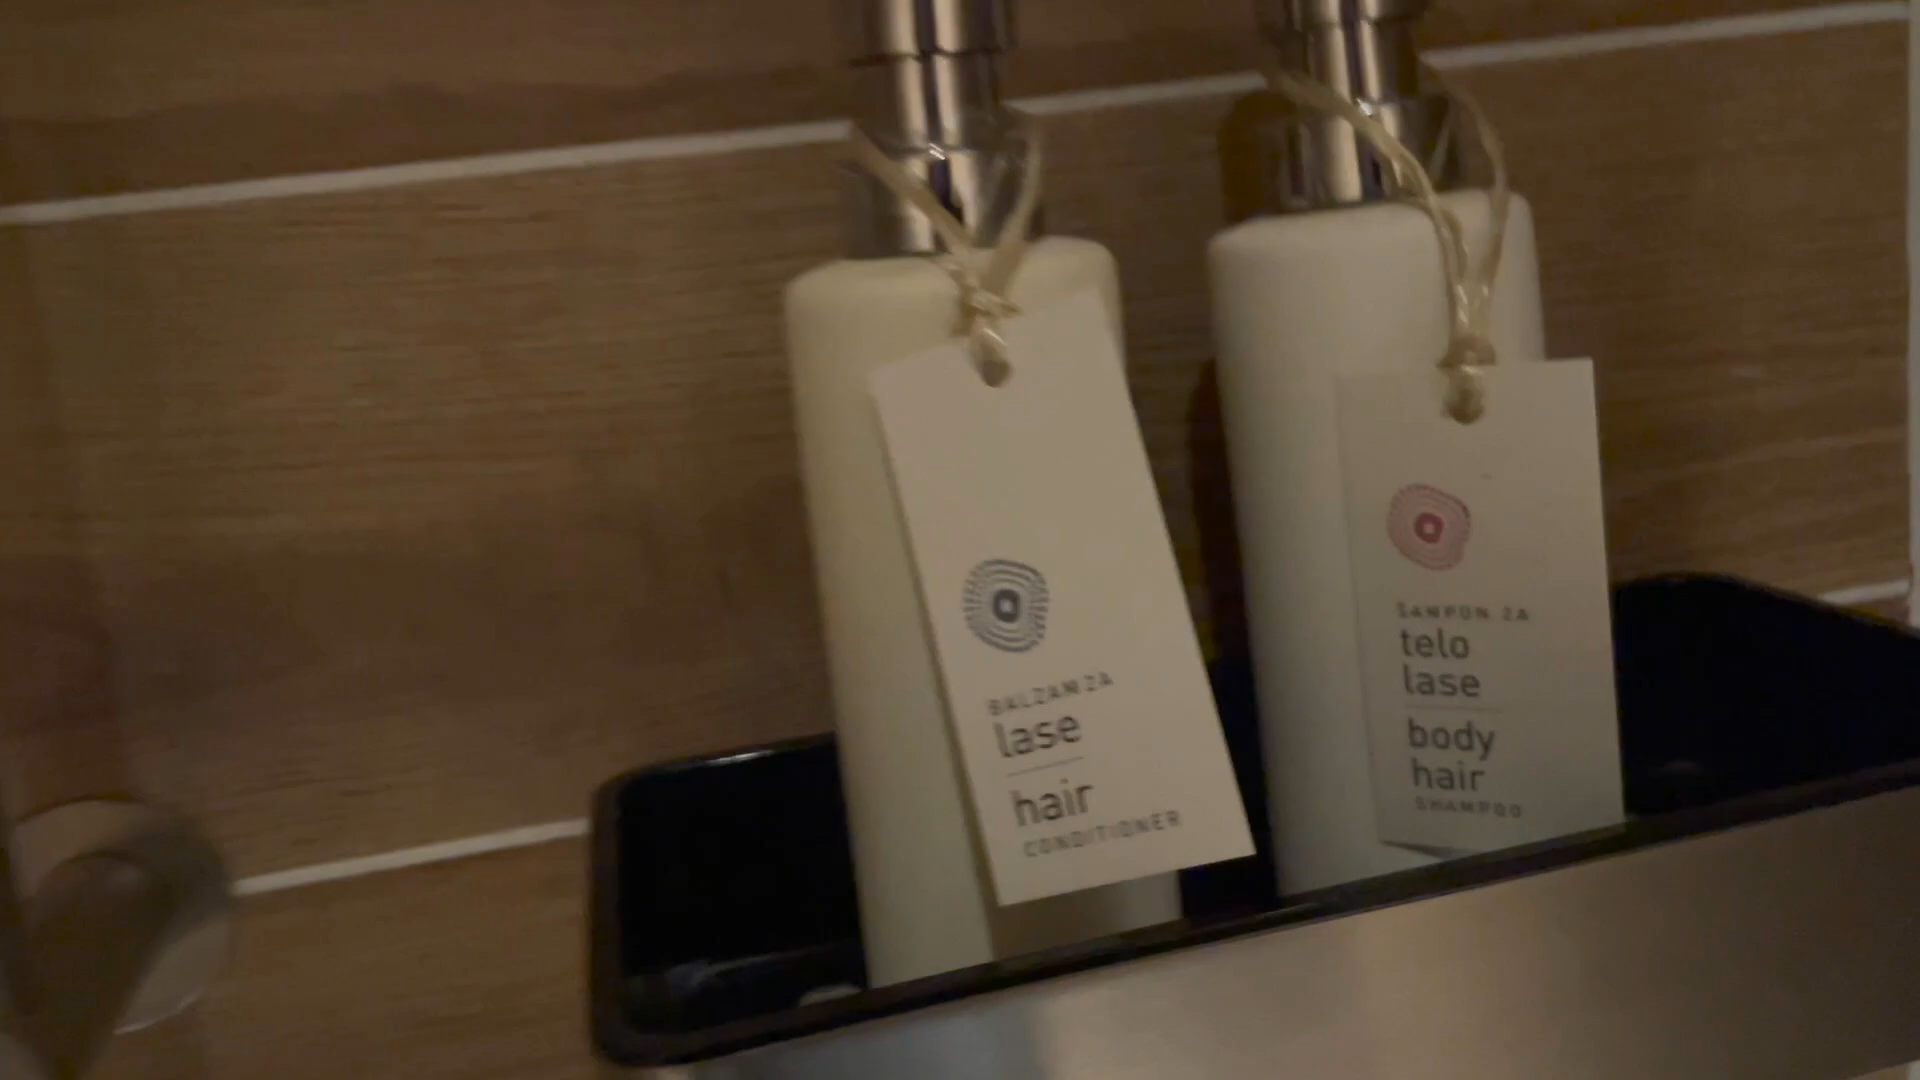 BALZAM ZA
lase
hair
CONDITIONER
ŠAMPON ZA
telo
lase
body
hair
SHAMPOO